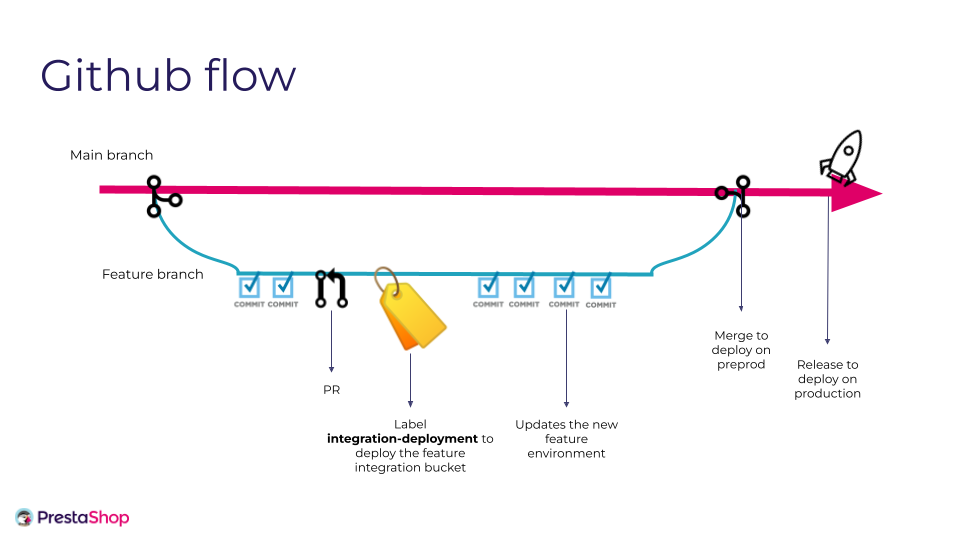 Github flow
Main branch
Feature branch
COMMIT COMMIT
COMMIT COMMIT COMMIT COMMIT
Merge to
deploy on
preprod
Release to
deploy on
production
PR
Label
integration-deployment to
deploy the feature
integration bucket
Updates the new
feature
environment
PrestaShop